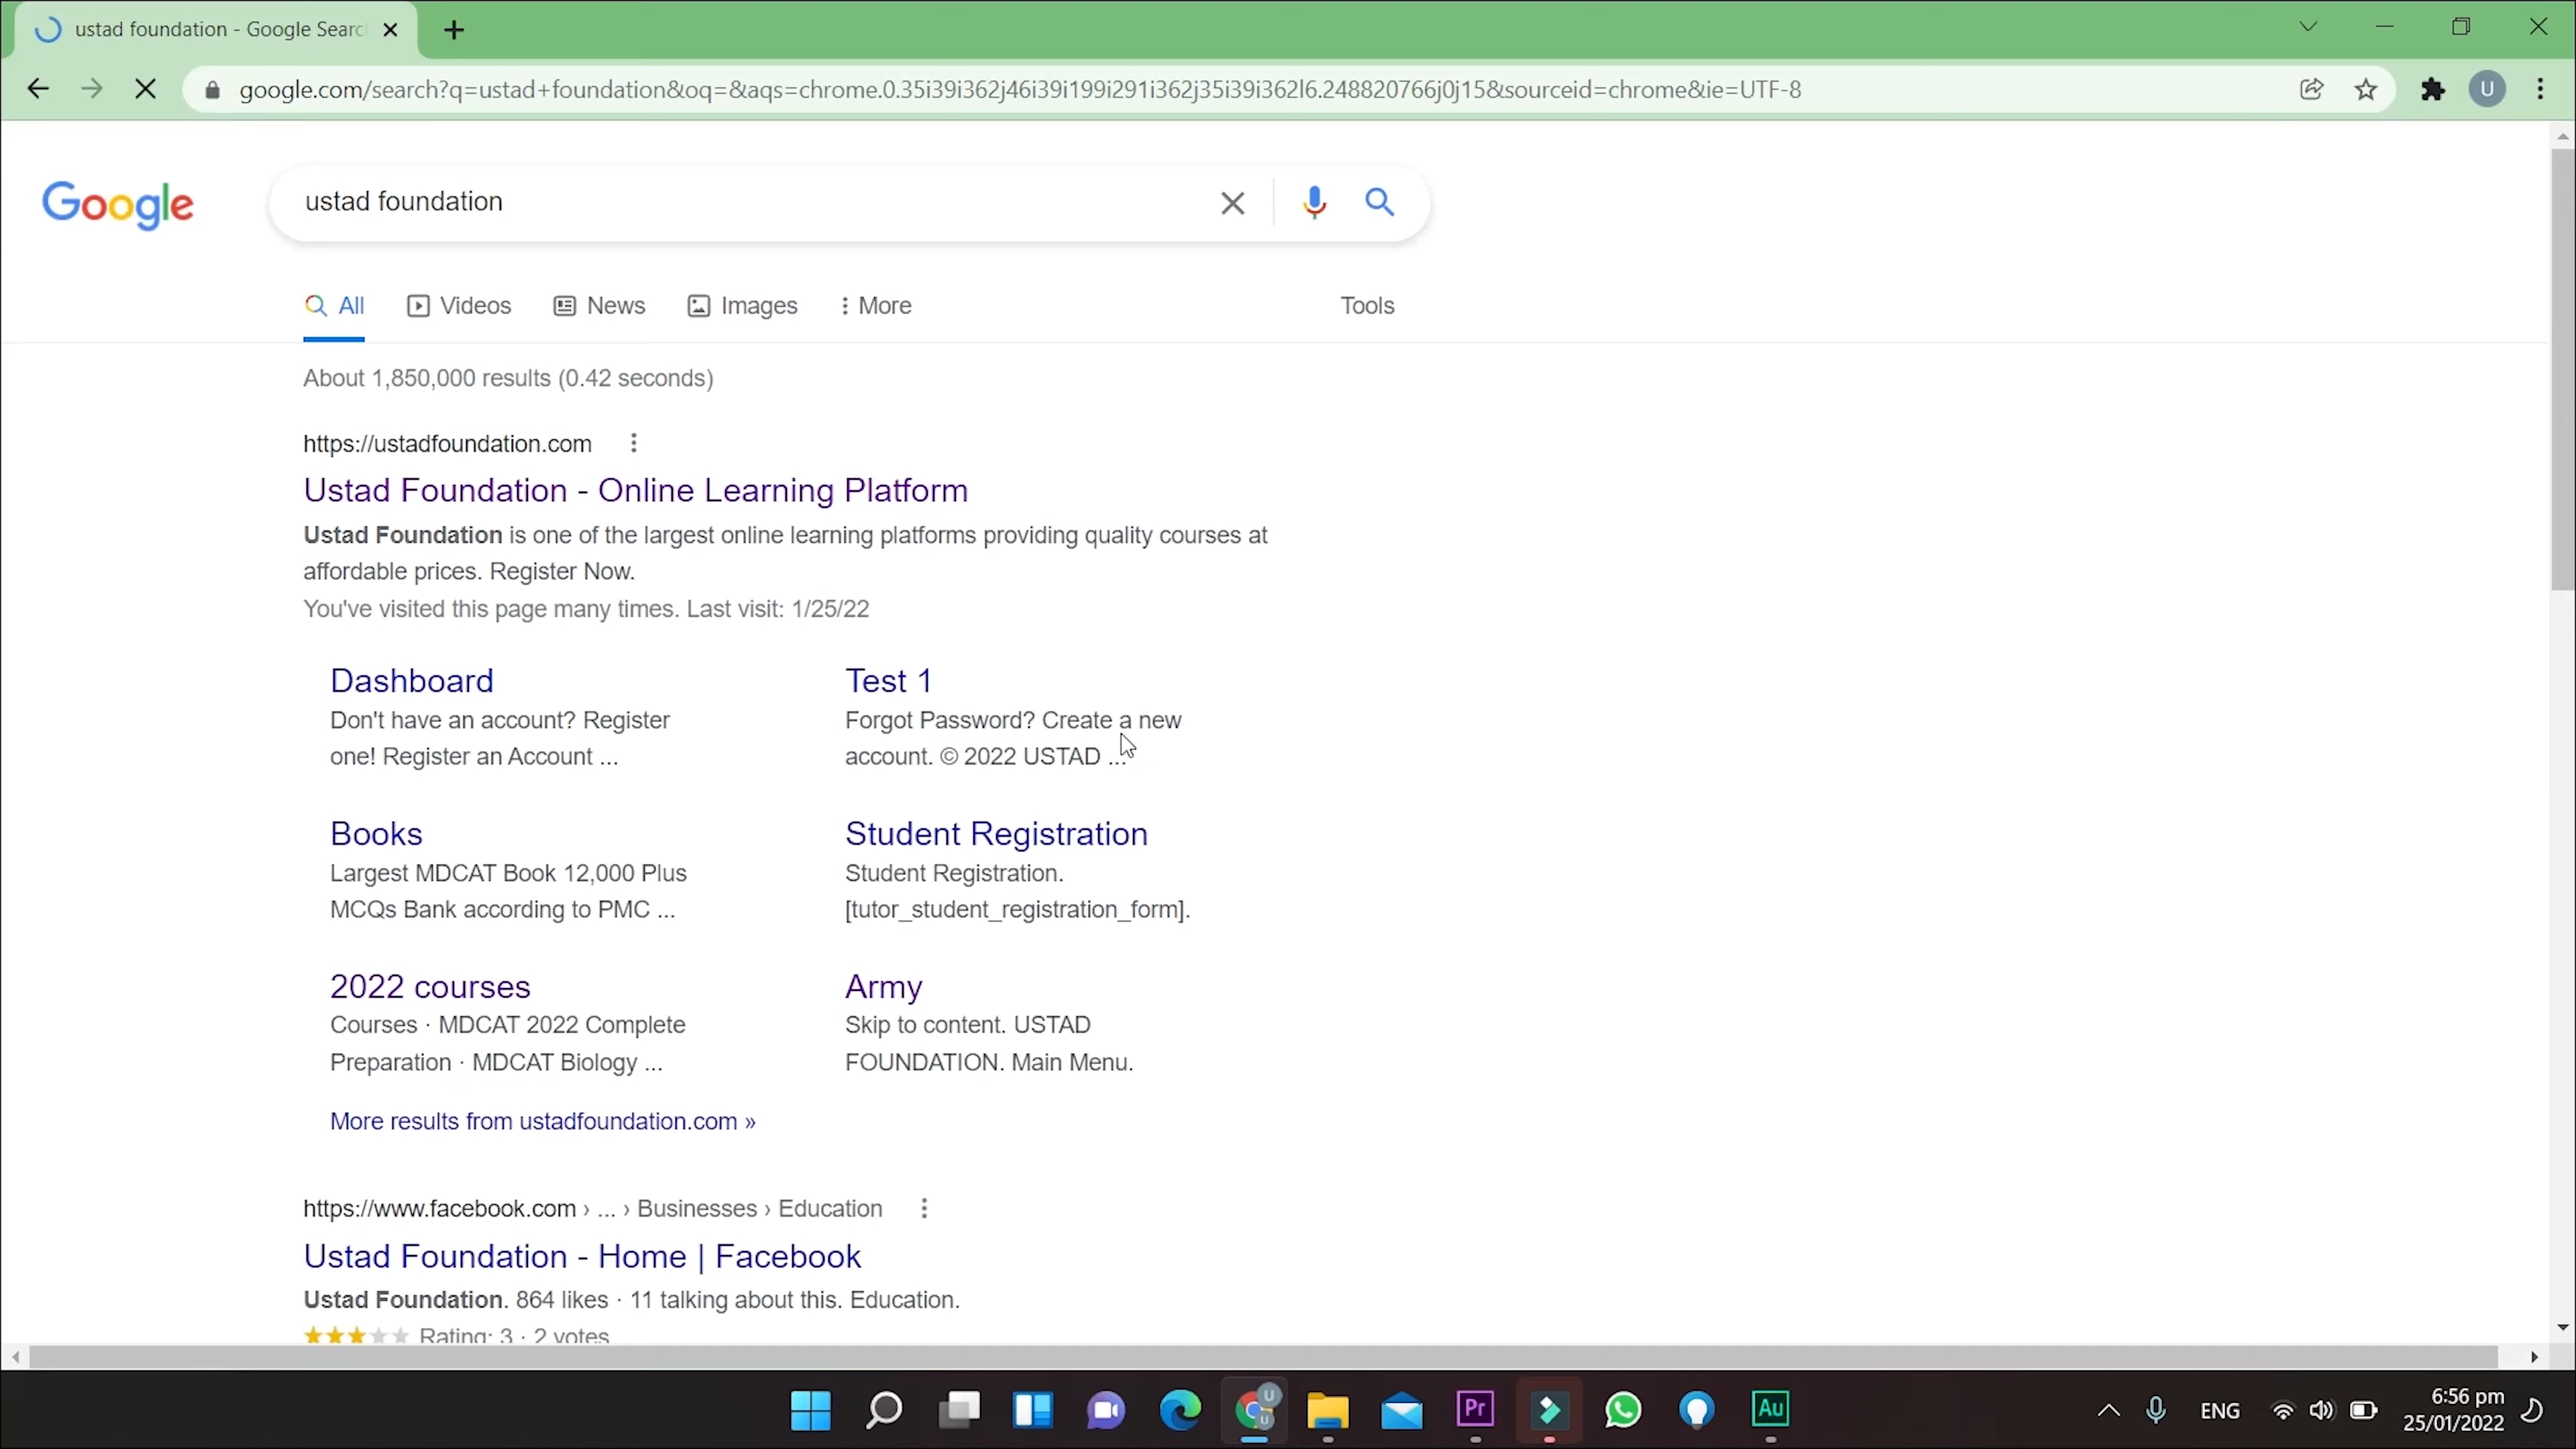 ustad foundation - Google Searc
google.com/search?q=ustad+foundation&oq=&aqs=chrome.0.35i39i362j46i39i199i291i362j35i39i362l6.248820766j0j15&sourceid=chrome&ie=UTF-8
U
Google
ustad foundation
All
Videos
News
Images
More
Tools
About 1,850,000 results (0.42 seconds)
https://ustadfoundation.com
Ustad Foundation - Online Learning Platform
Ustad Foundation is one of the largest online learning platforms providing quality courses at
affordable prices. Register Now.
You've visited this page many times. Last visit: 1/25/22
Dashboard
Don't have an account? Register
one! Register an Account ...
Test 1
Forgot Password? Create a new
account. © 2022 USTAD ...
Books
Largest MDCAT Book 12,000 Plus
MCQs Bank according to PMC ...
Student Registration
Student Registration.
[tutor_student_registration_form].
2022 courses
Courses · MDCAT 2022 Complete
Preparation · MDCAT Biology ...
Army
Skip to content. USTAD
FOUNDATION. Main Menu.
More results from ustadfoundation.com »
https://www.facebook.com › ... › Businesses › Education
Ustad Foundation - Home | Facebook
Ustad Foundation. 864 likes · 11 talking about this. Education.
Rating: 3 · 2 votes
U
U
Pr
Au
ENG
6:56 pm
25/01/2022